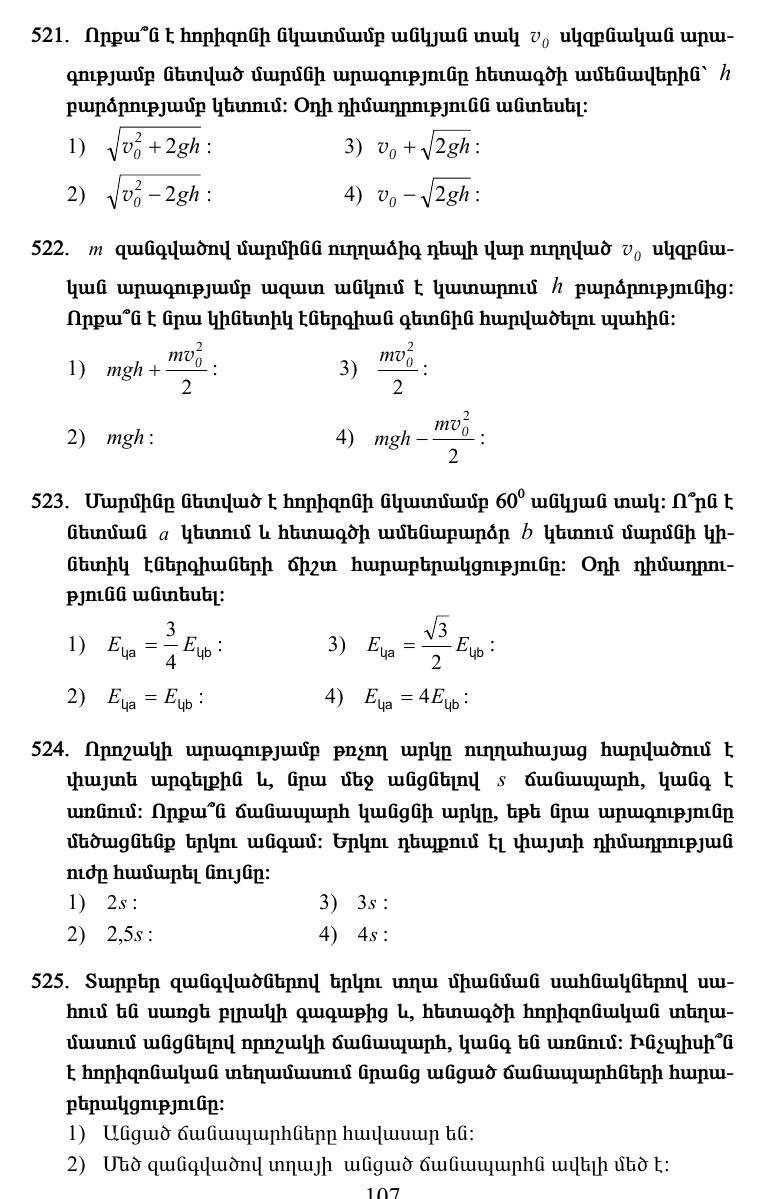 521. Որքա՞ն է հորիզոնի նկատմամբ անկյան տակ v₀ սկզբնական արա-
գությամբ նետված մարմնի արագությունը հետագծի ամենավերին՝ h
բարձրությամբ կետում: Օդի դիմադրությունն անտեսել:
1) √(v₀² + 2gh) : 3) v₀ + √(2gh) :
2) √(v₀² − 2gh) : 4) v₀ − √(2gh) :
522. m զանգվածով մարմինն ուղղաձիգ դեպի վար ուղղված v₀ սկզբնա-
կան արագությամբ ազատ անկում է կատարում h բարձրությունից:
Որքա՞ն է նրա կինետիկ էներգիան գետնին հարվածելու պահին:
1) mgh + mv₀²/2 : 3) mv₀²/2 :
2) mgh : 4) mgh − mv₀²/2 :
523. Մարմինը նետված է հորիզոնի նկատմամբ 60⁰ անկյան տակ: Ո՞րն է
նետման a կետում և հետագծի ամենաբարձր b կետում մարմնի կի-
նետիկ էներգիաների ճիշտ հարաբերակցությունը: Օդի դիմադրու-
թյունն անտեսել:
1) Eկa = 3/4 Eկb : 3) Eկa = √3/2 Eկb :
2) Eկa = Eկb : 4) Eկa = 4Eկb :
524. Որոշակի արագությամբ թռչող արկը ուղղահայաց հարվածում է
փայտե արգելքին և, նրա մեջ անցնելով s ճանապարհ, կանգ է
առնում: Որքա՞ն ճանապարհ կանցնի արկը, եթե նրա արագությունը
մեծացնենք երկու անգամ: Երկու դեպքում էլ փայտի դիմադրության
ուժը համարել նույնը:
1) 2s : 3) 3s :
2) 2,5s : 4) 4s :
525. Տարբեր զանգվածներով երկու տղա միանման սահնակներով սա-
հում են սառցե բլրակի գագաթից և, հետագծի հորիզոնական տեղա-
մասում անցնելով որոշակի ճանապարհ, կանգ են առնում: Ինչպիսի՞ն
է հորիզոնական տեղամասում նրանց անցած ճանապարհների հարա-
բերակցությունը:
1) Անցած ճանապարհները հավասար են:
2) Մեծ զանգվածով տղայի անցած ճանապարհն ավելի մեծ է:
107